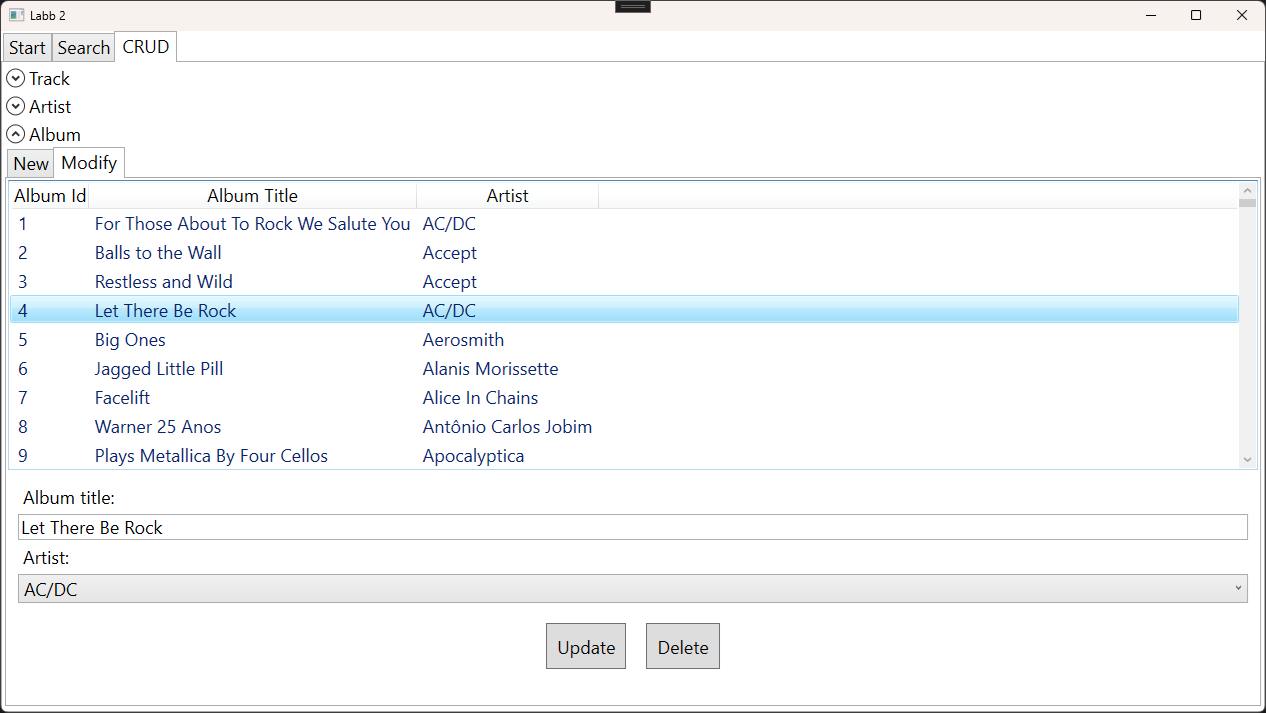 Labb 2
Start Search CRUD
Track
Artist
Album
New Modify
Album Id Album Title Artist
1 For Those About To Rock We Salute You AC/DC
2 Balls to the Wall Accept
3 Restless and Wild Accept
4 Let There Be Rock AC/DC
5 Big Ones Aerosmith
6 Jagged Little Pill Alanis Morissette
7 Facelift Alice In Chains
8 Warner 25 Anos Antônio Carlos Jobim
9 Plays Metallica By Four Cellos Apocalyptica
Album title:
Let There Be Rock
Artist:
AC/DC
Update Delete